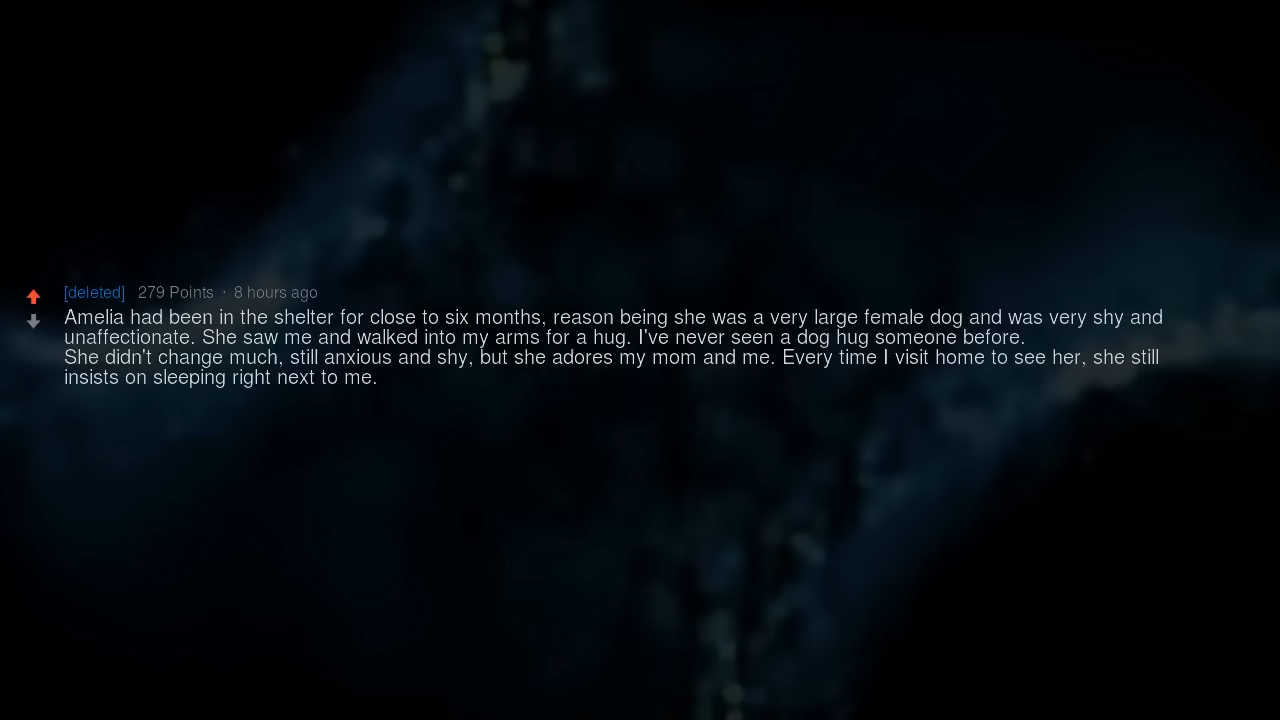 [deleted] 279 Points · 8 hours ago
Amelia had been in the shelter for close to six months, reason being she was a very large female dog and was very shy and
unaffectionate. She saw me and walked into my arms for a hug. I've never seen a dog hug someone before.
She didn't change much, still anxious and shy, but she adores my mom and me. Every time I visit home to see her, she still
insists on sleeping right next to me.